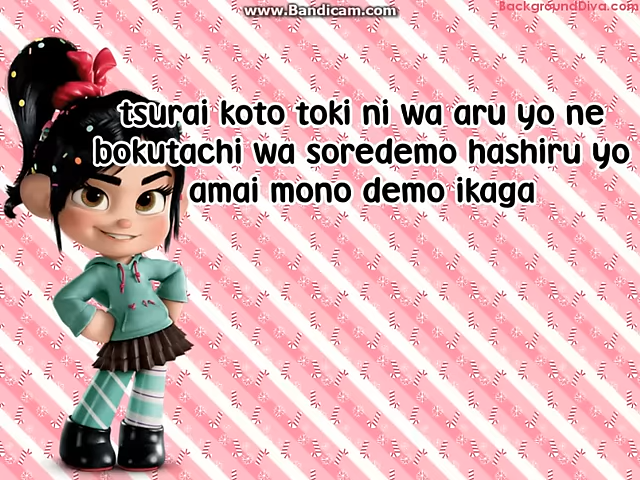 www.Bandicam.com
BackgroundDiva.com
tsurai koto toki ni wa aru yo ne
bokutachi wa soredemo hashiru yo
amai mono demo ikaga